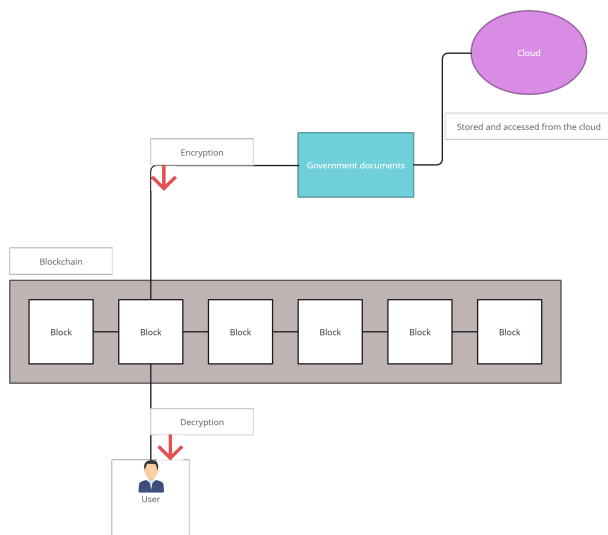 Cloud
Stored and accessed from the cloud
Encryption
Government documents
Blockchain
Block
Block
Block
Block
Block
Block
Decryption
User